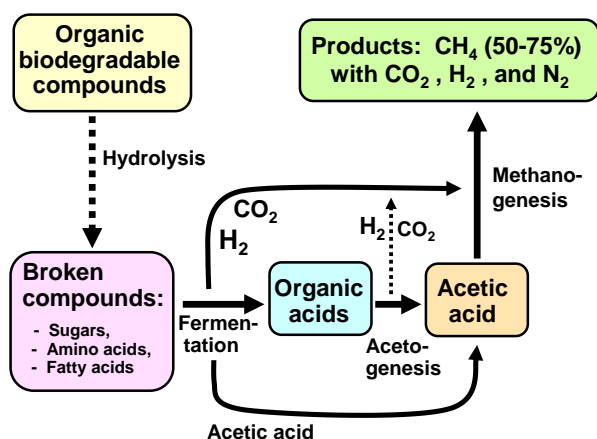 Organic
biodegradable
compounds
Products: CH₄ (50-75%)
with CO₂ , H₂ , and N₂
Hydrolysis
Methano-
genesis
CO₂
H₂
H₂
CO₂
Broken
compounds:
- Sugars,
- Amino acids,
- Fatty acids
Fermen-
tation
Organic
acids
Aceto-
genesis
Acetic
acid
Acetic acid